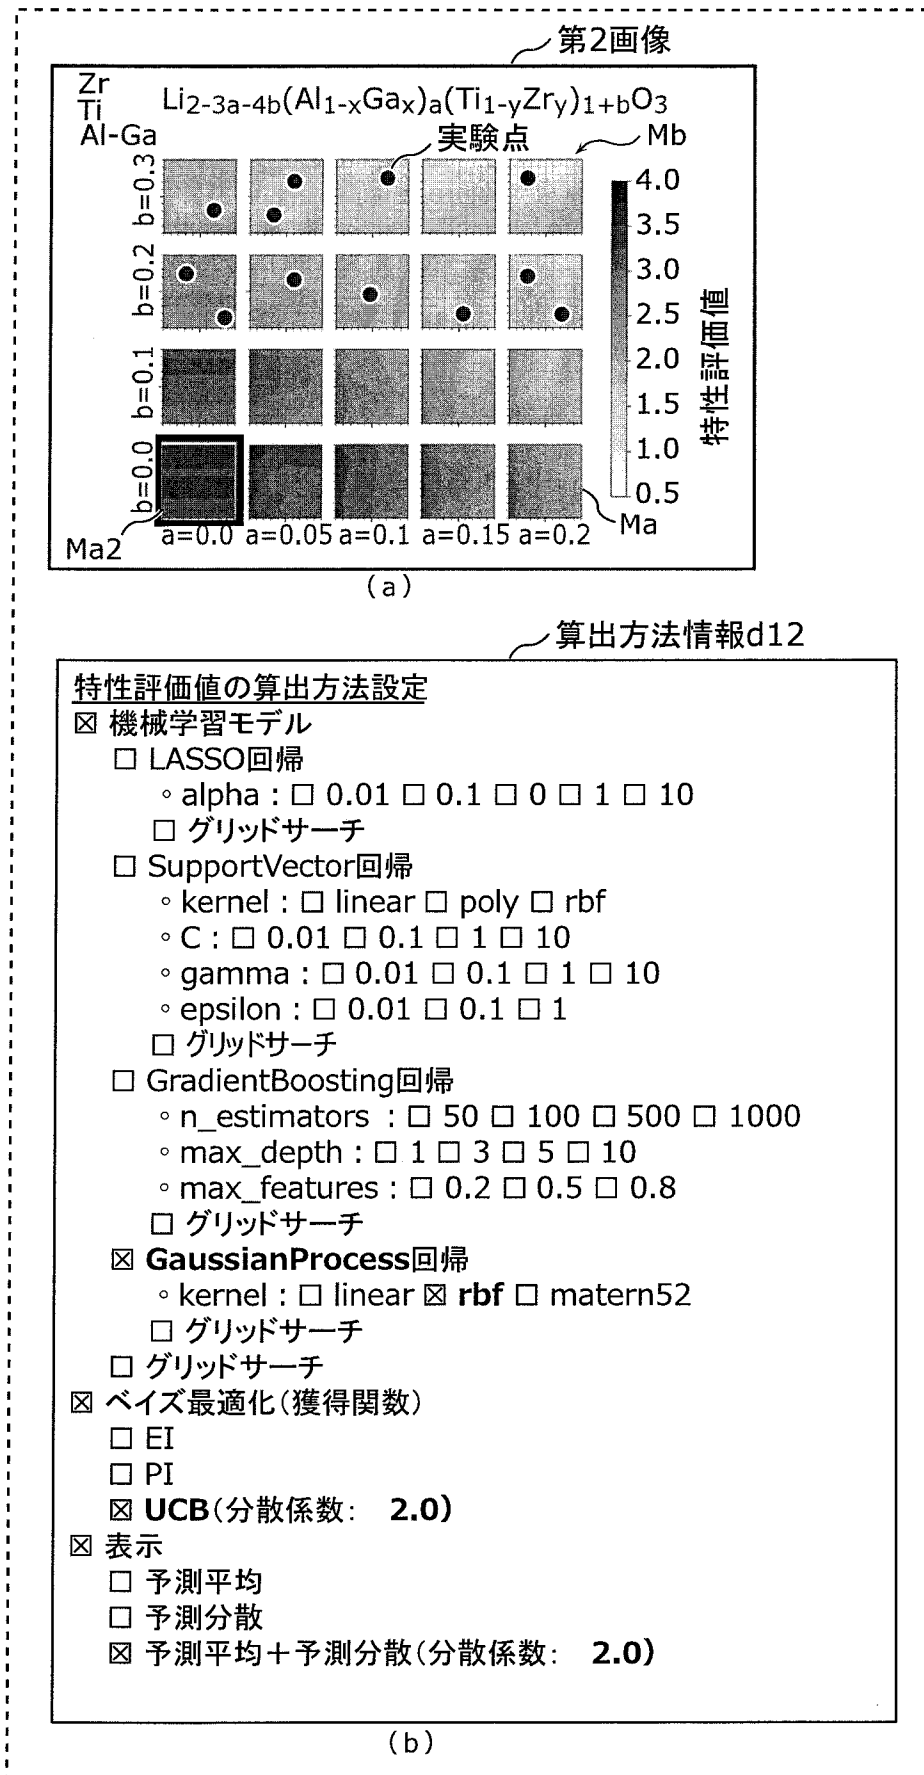 第2画像
Zr
Ti
Al-Ga
Li2-3a-4b(Al1-xGax)a(Ti1-yZry)1+bO3
実験点
Mb
b=0.3
b=0.2
b=0.1
b=0.0
4.0
3.5
3.0
2.5
2.0
1.5
1.0
0.5
特性評価値
Ma2
a=0.0 a=0.05 a=0.1 a=0.15 a=0.2
Ma
(a)
算出方法情報d12
特性評価値の算出方法設定
☒ 機械学習モデル
☐ LASSO回帰
◦ alpha : ☐ 0.01 ☐ 0.1 ☐ 0 ☐ 1 ☐ 10
☐ グリッドサーチ
☐ SupportVector回帰
◦ kernel : ☐ linear ☐ poly ☐ rbf
◦ C : ☐ 0.01 ☐ 0.1 ☐ 1 ☐ 10
◦ gamma : ☐ 0.01 ☐ 0.1 ☐ 1 ☐ 10
◦ epsilon : ☐ 0.01 ☐ 0.1 ☐ 1
☐ グリッドサーチ
☐ GradientBoosting回帰
◦ n_estimators : ☐ 50 ☐ 100 ☐ 500 ☐ 1000
◦ max_depth : ☐ 1 ☐ 3 ☐ 5 ☐ 10
◦ max_features : ☐ 0.2 ☐ 0.5 ☐ 0.8
☐ グリッドサーチ
☒ GaussianProcess回帰
◦ kernel : ☐ linear ☒ rbf ☐ matern52
☐ グリッドサーチ
☐ グリッドサーチ
☒ ベイズ最適化(獲得関数)
☐ EI
☐ PI
☒ UCB(分散係数: 2.0)
☒ 表示
☐ 予測平均
☐ 予測分散
☒ 予測平均+予測分散(分散係数: 2.0)
(b)